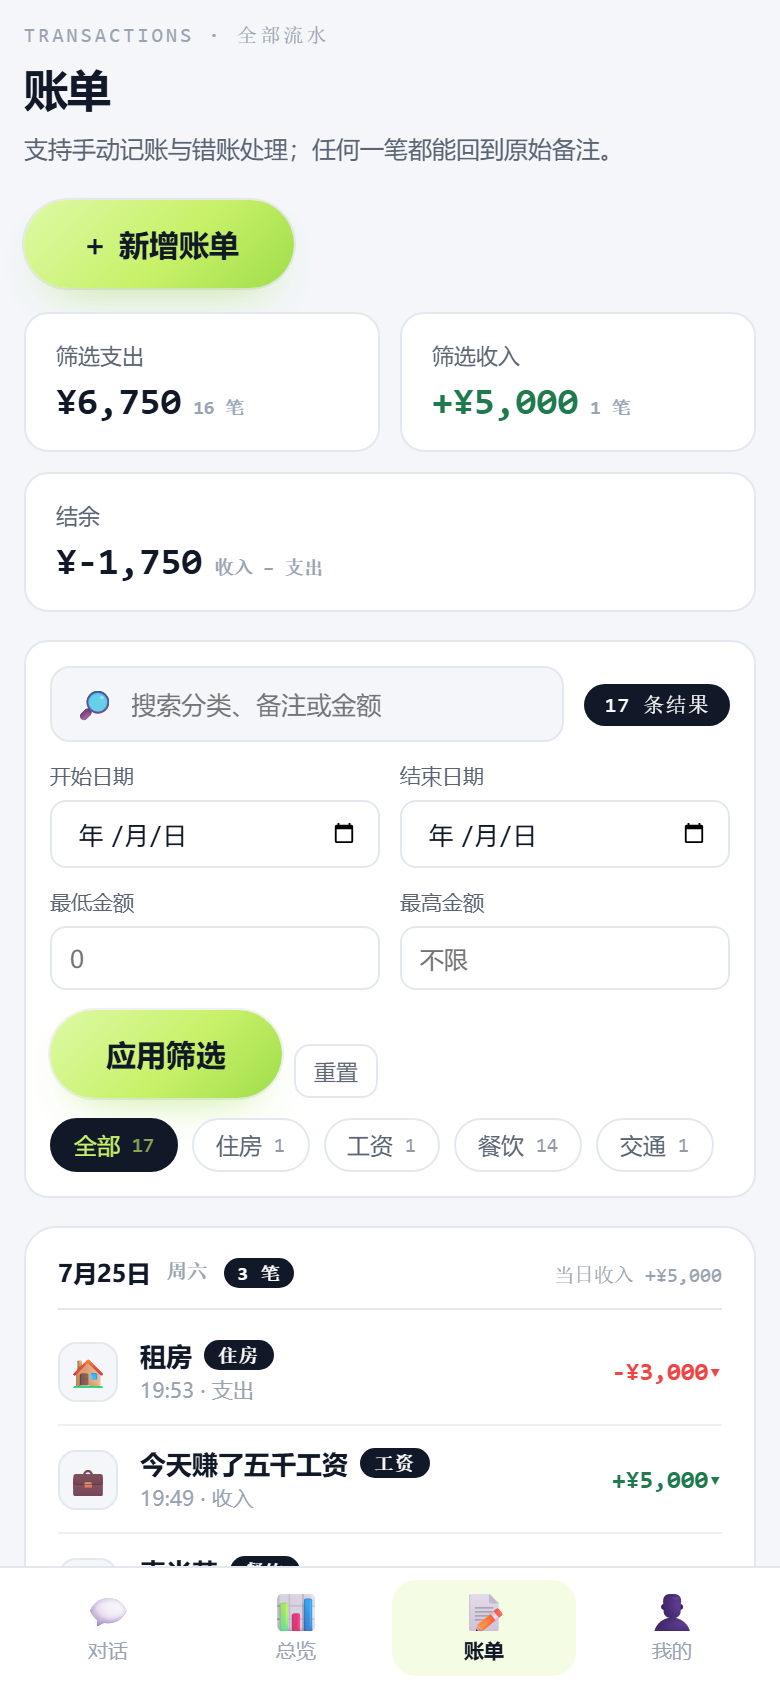 TRANSACTIONS · 全部流水
账单
支持手动记账与错账处理；任何一笔都能回到原始备注。
+ 新增账单
筛选支出
¥6,750 16 笔
筛选收入
+¥5,000 1 笔
结余
¥-1,750 收入 - 支出
搜索分类、备注或金额
17 条结果
开始日期
结束日期
年 /月/日
年 /月/日
最低金额
最高金额
0
不限
应用筛选
重置
全部 17
住房 1
工资 1
餐饮 14
交通 1
7月25日 周六 3 笔
当日收入 +¥5,000
租房 住房
19:53 · 支出
-¥3,000▾
今天赚了五千工资 工资
19:49 · 收入
+¥5,000▾
对话
总览
账单
我的